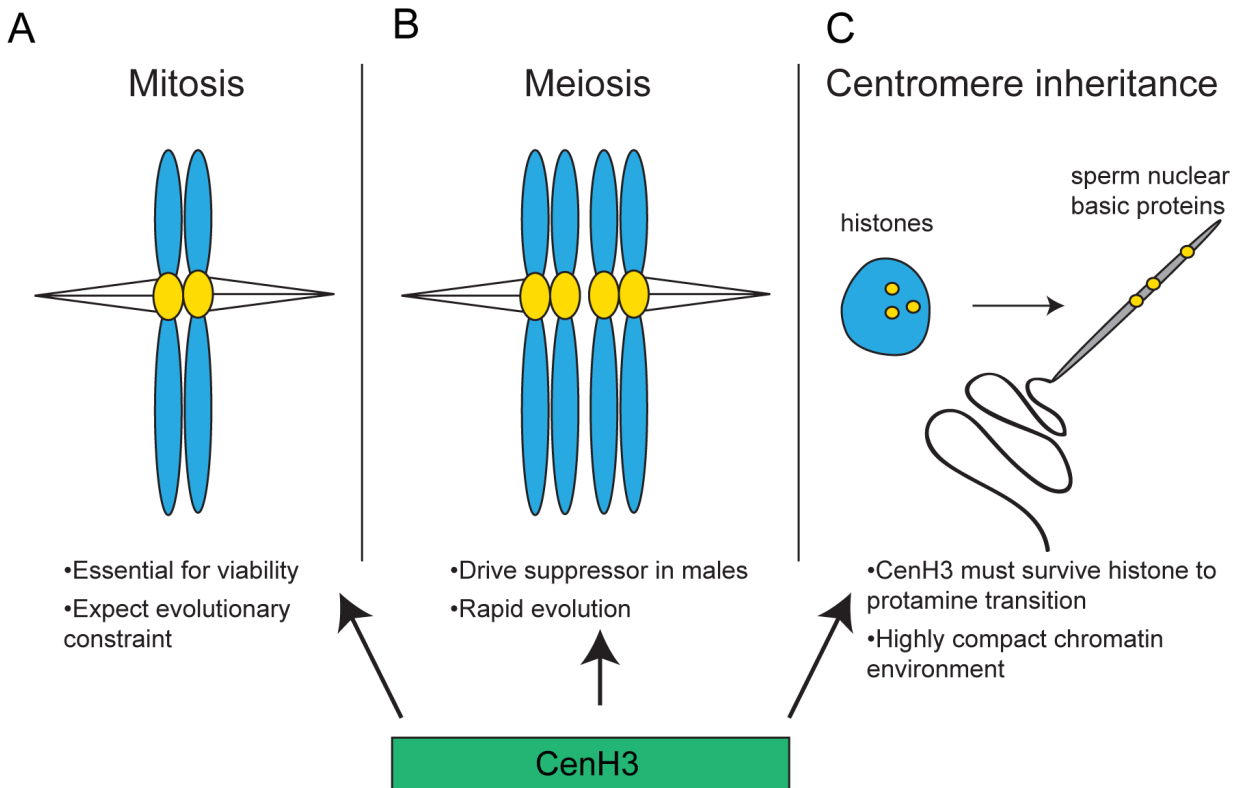 A
Mitosis
•Essential for viability
•Expect evolutionary
constraint
B
Meiosis
•Drive suppressor in males
•Rapid evolution
C
Centromere inheritance
sperm nuclear
basic proteins
histones
•CenH3 must survive histone to
protamine transition
•Highly compact chromatin
environment
CenH3